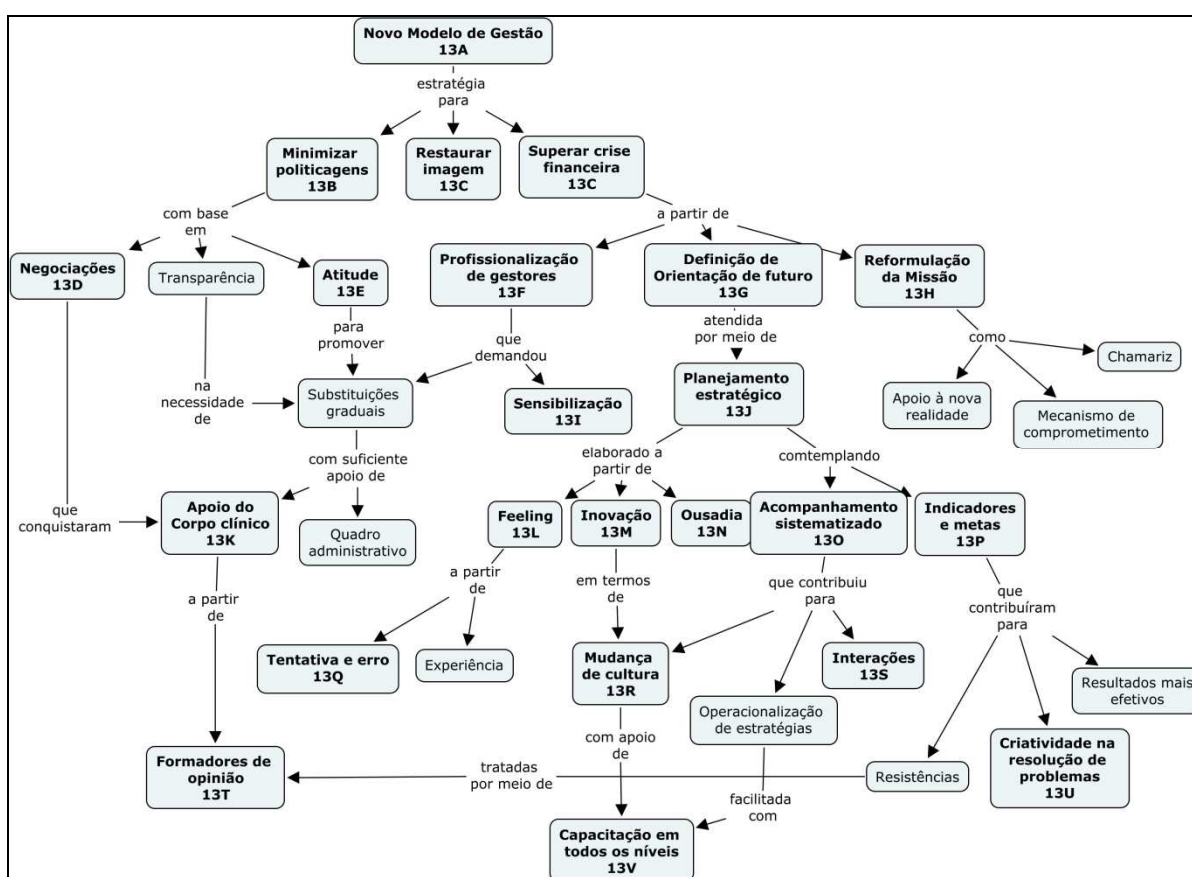 Novo Modelo de Gestão
13A
estratégia
para
Minimizar
politicagens
13B
Restaurar
imagem
13C
Superar crise
financeira
13C
com base
em
a partir de
Negociações
13D
Transparência
Atitude
13E
Profissionalização
de gestores
13F
Definição de
Orientação de futuro
13G
Reformulação
da Missão
13H
para
promover
que
demandou
atendida
por meio de
como
Chamariz
na
necessidade
de
Substituições
graduais
Sensibilização
13I
Planejamento
estratégico
13J
Apoio à nova
realidade
Mecanismo de
comprometimento
com suficiente
apoio de
elaborado a
partir de
comtemplando
que
conquistaram
Apoio do
Corpo clínico
13K
Quadro
administrativo
Feeling
13L
Inovação
13M
Ousadia
13N
Acompanhamento
sistematizado
13O
Indicadores
e metas
13P
a partir
de
a partir
de
em termos
de
que contribuiu
para
que
contribuíram
para
Tentativa e erro
13Q
Experiência
Mudança
de cultura
13R
Interações
13S
Resultados mais
efetivos
Operacionalização
de estratégias
com apoio
de
Formadores de
opinião
13T
tratadas
por meio de
Resistências
Criatividade na
resolução de
problemas
13U
facilitada
com
Capacitação em
todos os níveis
13V